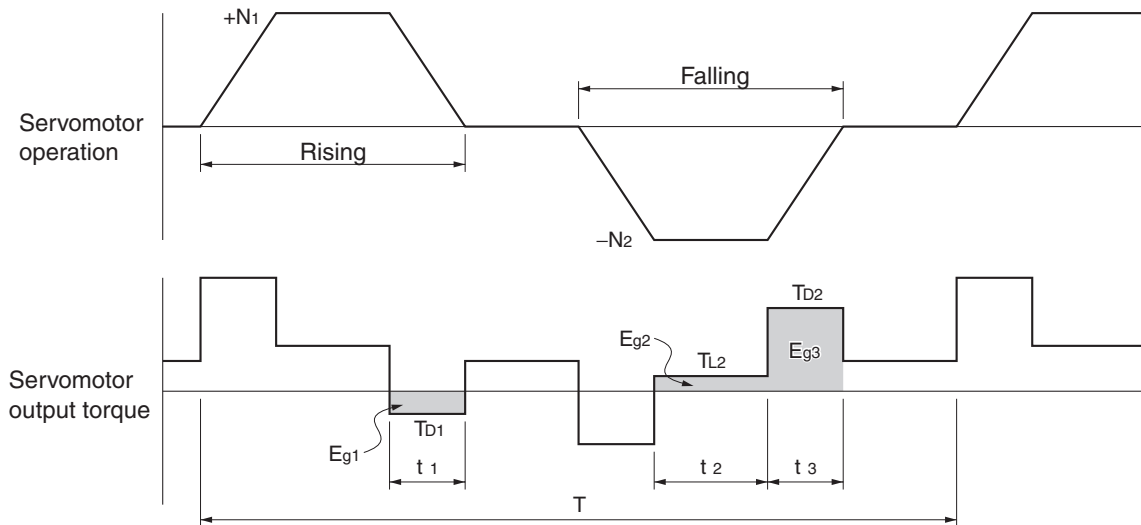 +N1
Falling
Servomotor
operation
Rising
–N2
TD2
Eg2
TL2
Eg3
Servomotor
output torque
TD1
Eg1
t 1
t 2
t 3
T